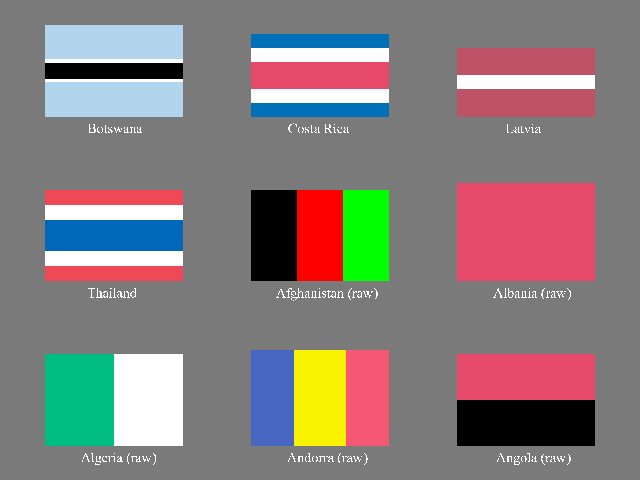 Botswana
Costa Rica
Latvia
Thailand
Afghanistan (raw)
Albania (raw)
Algeria (raw)
Andorra (raw)
Angola (raw)